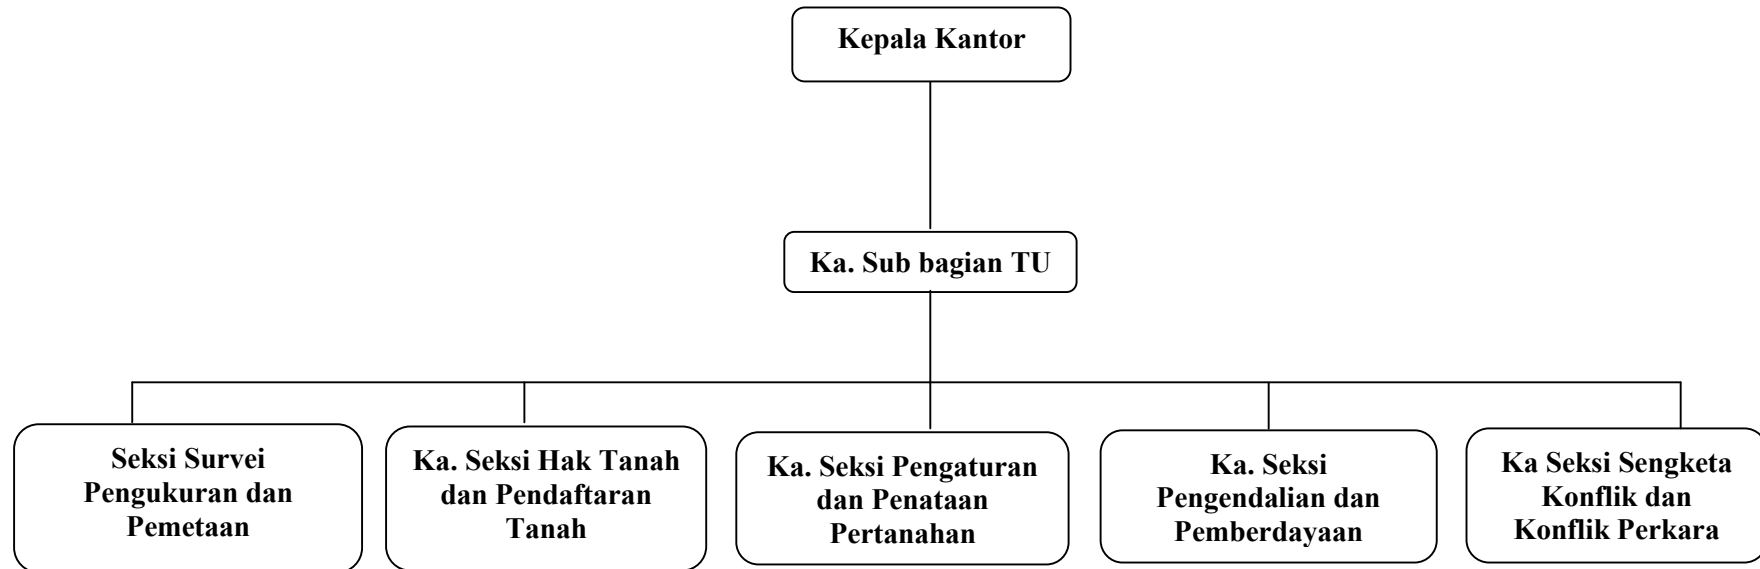 Kepala Kantor
Ka. Sub bagian TU
Seksi Survei
Pengukuran dan
Pemetaan
Ka. Seksi Hak Tanah
dan Pendaftaran
Tanah
Ka. Seksi Pengaturan
dan Penataan
Pertanahan
Ka. Seksi
Pengendalian dan
Pemberdayaan
Ka Seksi Sengketa
Konflik dan
Konflik Perkara